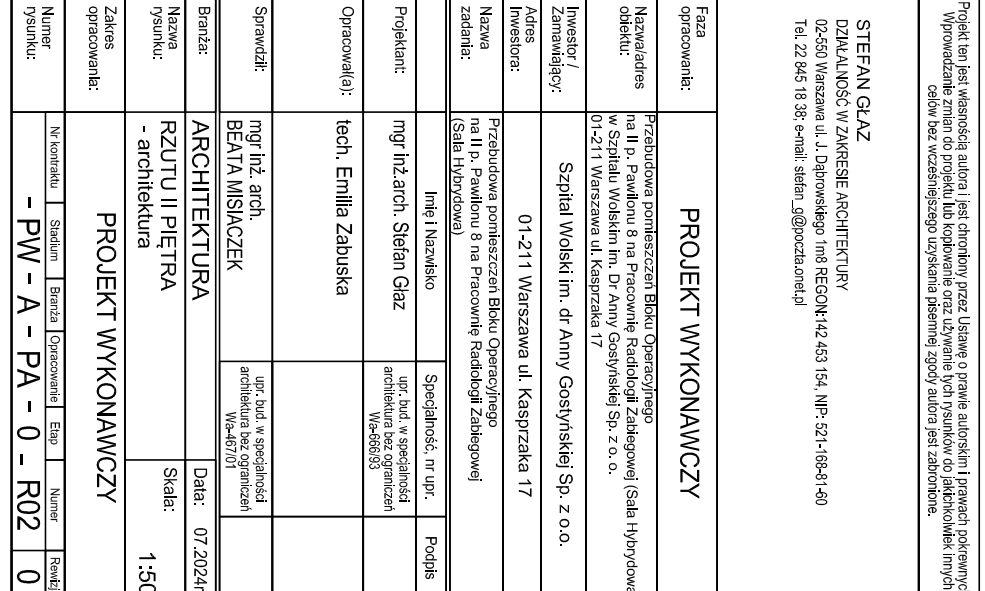 Projekt ten jest własnością autora i jest chroniony przez Ustawę o prawie autorskim i prawach pokrewnyc
Wprowadzanie zmian do projektu lub kopiowanie oraz używanie tych rysunków do jakichkolwiek innych
celów bez wcześniejszego uzyskania pisemnej zgody autora jest zabronione.
STEFAN GŁAZ
DZIAŁALNOŚĆ W ZAKRESIE ARCHITEKTURY
02-550 Warszawa ul. J. Dąbrowskiego 1m8 REGON:142 453 154, NIP: 521-168-81-60
Tel. 22 845 18 38; e-mail: stefan_g@poczta.onet.pl
Faza
opracowania:
PROJEKT WYKONAWCZY
Nazwa/adres
obiektu:
Przebudowa pomieszczeń Bloku Operacyjnego
na II p. Pawilonu 8 na Pracownię Radiologii Zabiegowej (Sala Hybrydowa
w Szpitalu Wolskim im. Dr Anny Gostyńskiej Sp. z o. o.
01-211 Warszawa ul. Kasprzaka 17
Inwestor /
Zamawiający:
Szpital Wolski im. dr Anny Gostyńskiej Sp. z o.o.
Adres
Inwestora:
01-211 Warszawa ul. Kasprzaka 17
Nazwa
zadania:
Przebudowa pomieszczeń Bloku Operacyjnego
na II p. Pawilonu 8 na Pracownię Radiologii Zabiegowej
(Sala Hybrydowa)
Imię i Nazwisko
Specjalność, nr upr.
Podpis
Projektant:
mgr inż.arch. Stefan Głaz
upr. bud. w specjalności
architektura bez ograniczeń
Wa-666/93
Opracował(a):
tech. Emilia Zabuska
Sprawdził:
mgr inż. arch.
BEATA MISIACZEK
upr. bud. w specjalności
architektura bez ograniczeń
Wa-467/01
Branża:
ARCHITEKTURA
Data: 07.2024r
Nazwa
rysunku:
RZUTU II PIĘTRA
- architektura
Skala:
1:50
Zakres
opracowania:
PROJEKT WYKONAWCZY
Numer
rysunku:
Nr kontraktu Stadium Branża Opracowanie Etap Numer Rewizj
- PW - A - PA - 0 - R02 0